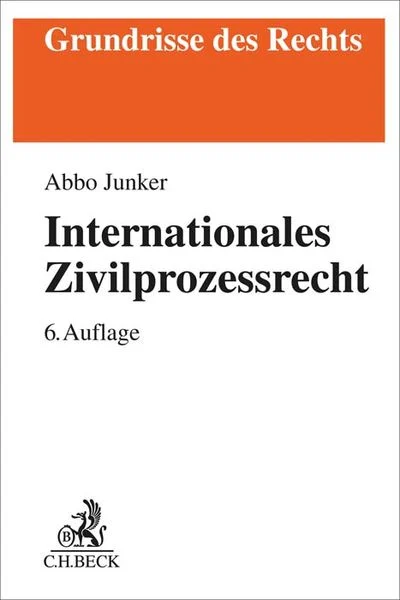 Grundrisse des Rechts
Abbo Junker
Internationales
Zivilprozessrecht
6. Auflage
B
C.H.BECK